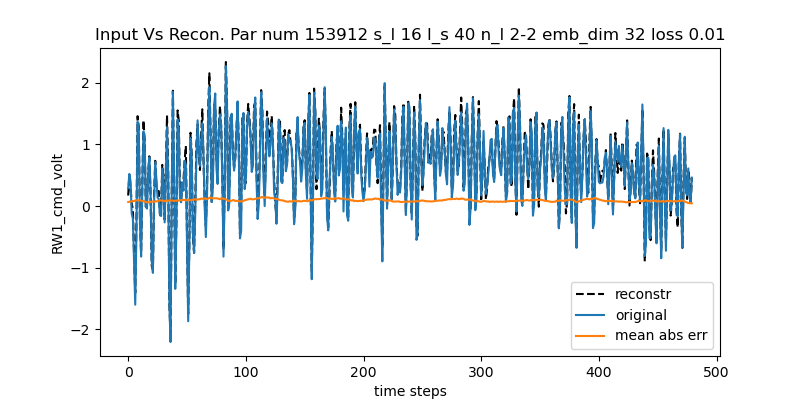 Input Vs Recon. Par num 153912 s_l 16 l_s 40 n_l 2-2 emb_dim 32 loss 0.01
RW1_cmd_volt
2
1
0
−1
−2
0
100
200
300
400
500
time steps
reconstr
original
mean abs err